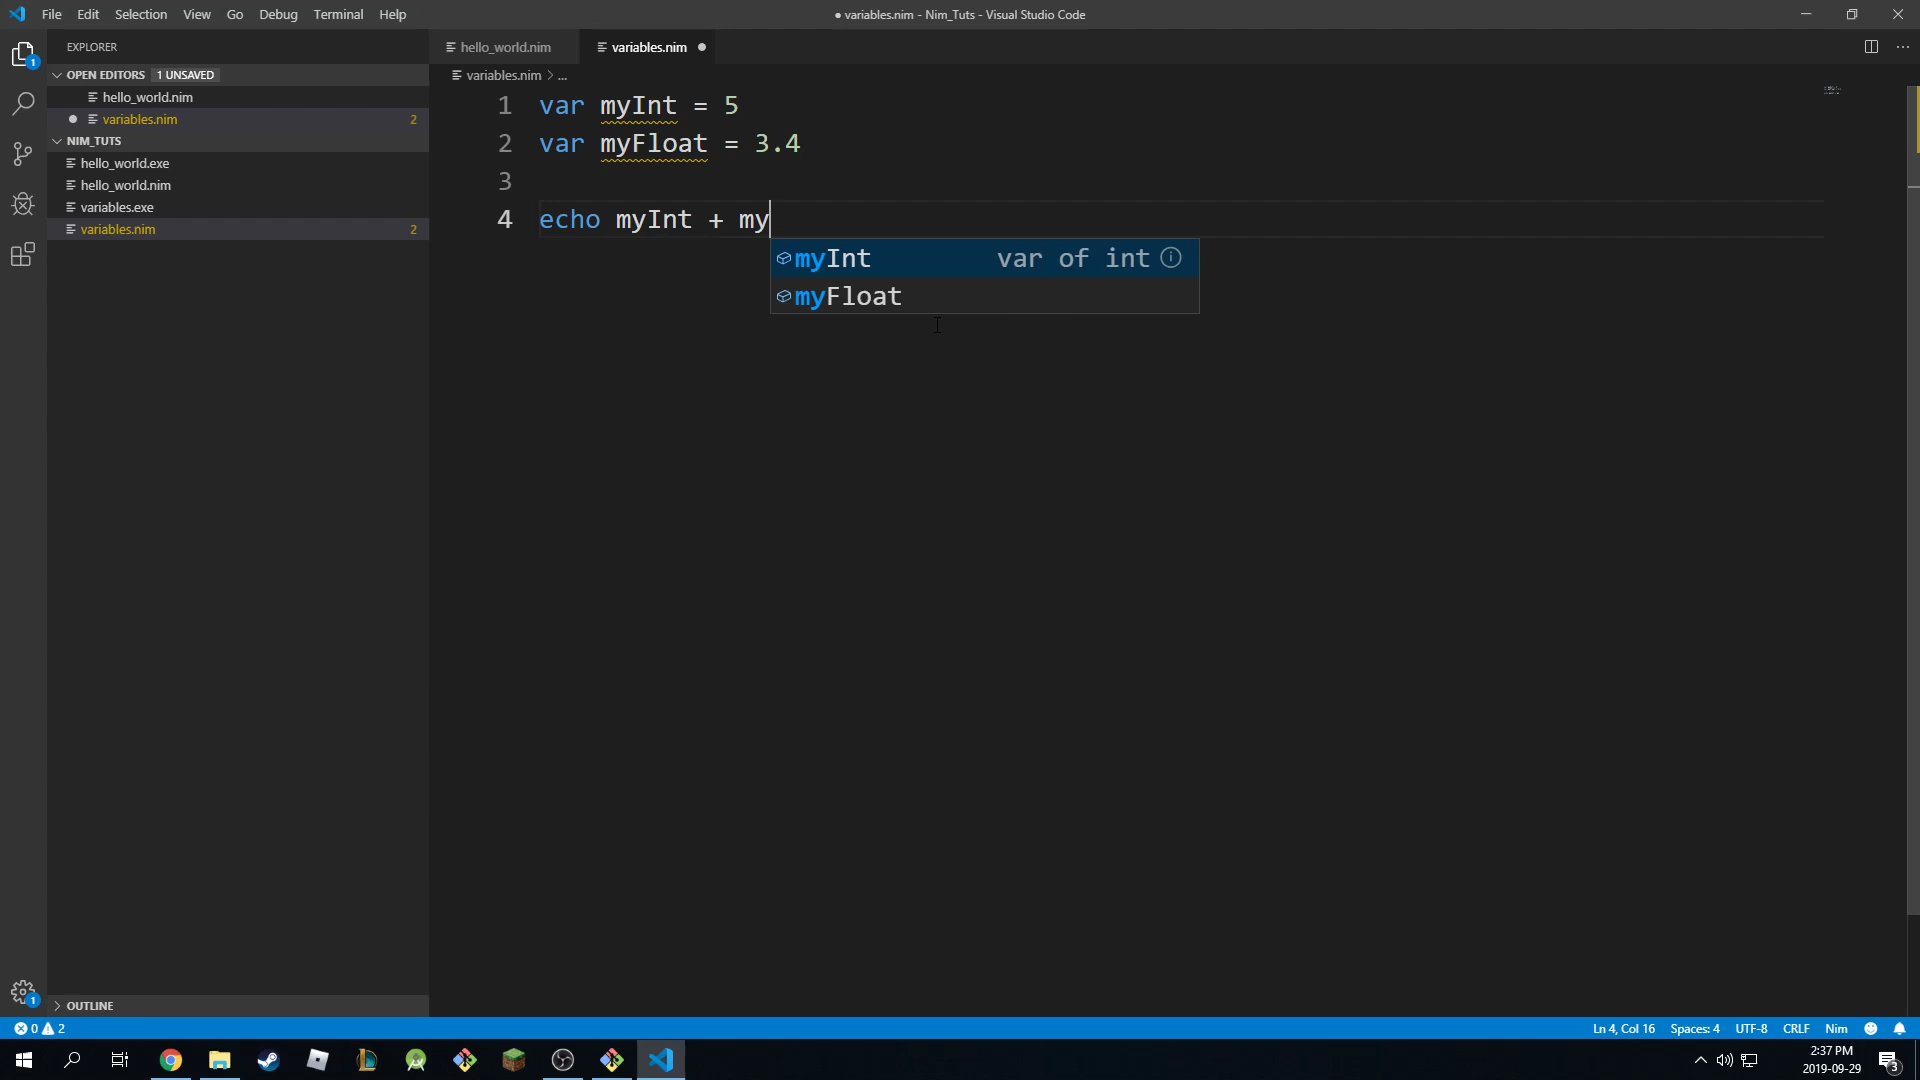 File Edit Selection View Go Debug Terminal Help
● variables.nim - Nim_Tuts - Visual Studio Code
EXPLORER
OPEN EDITORS 1 UNSAVED
hello_world.nim
variables.nim 2
NIM_TUTS
hello_world.exe
hello_world.nim
variables.exe
variables.nim 2
OUTLINE
1
1
hello_world.nim variables.nim
variables.nim > ...
1 var myInt = 5
2 var myFloat = 3.4
3
4 echo myInt + my
myInt var of int
myFloat
0 2
Ln 4, Col 16 Spaces: 4 UTF-8 CRLF Nim
2:37 PM
2019-09-29
3